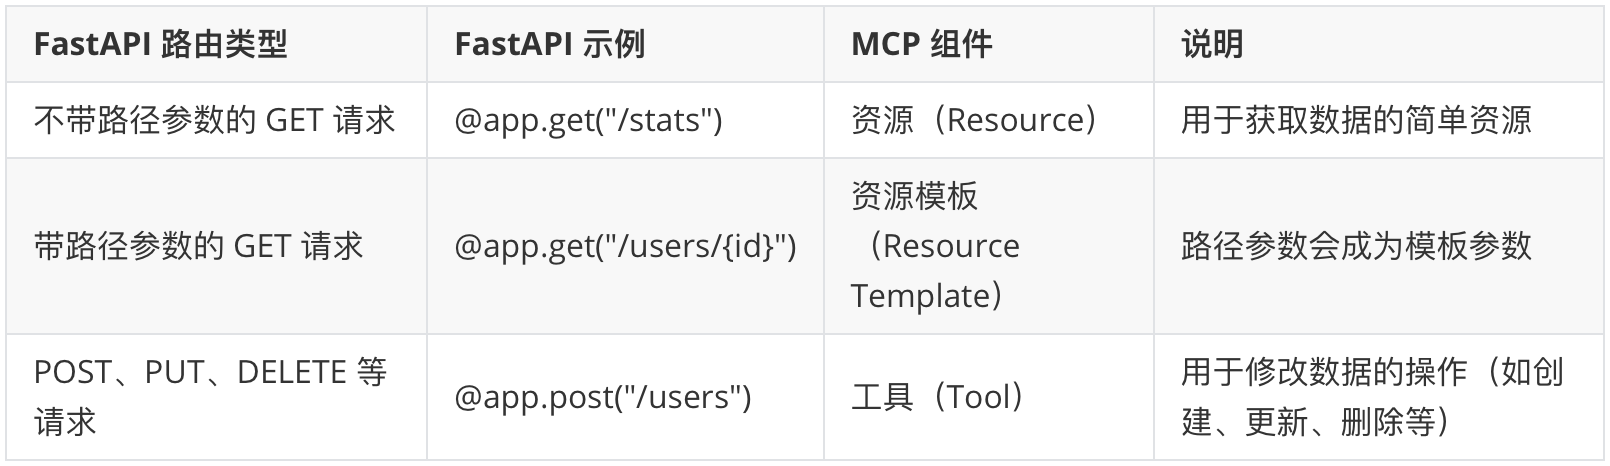 FastAPI 路由类型
FastAPI 示例
MCP 组件
说明
不带路径参数的 GET 请求
@app.get("/stats")
资源（Resource）
用于获取数据的简单资源
带路径参数的 GET 请求
@app.get("/users/{id}")
资源模板
（Resource
Template）
路径参数会成为模板参数
POST、PUT、DELETE 等
请求
@app.post("/users")
工具（Tool）
用于修改数据的操作（如创
建、更新、删除等）